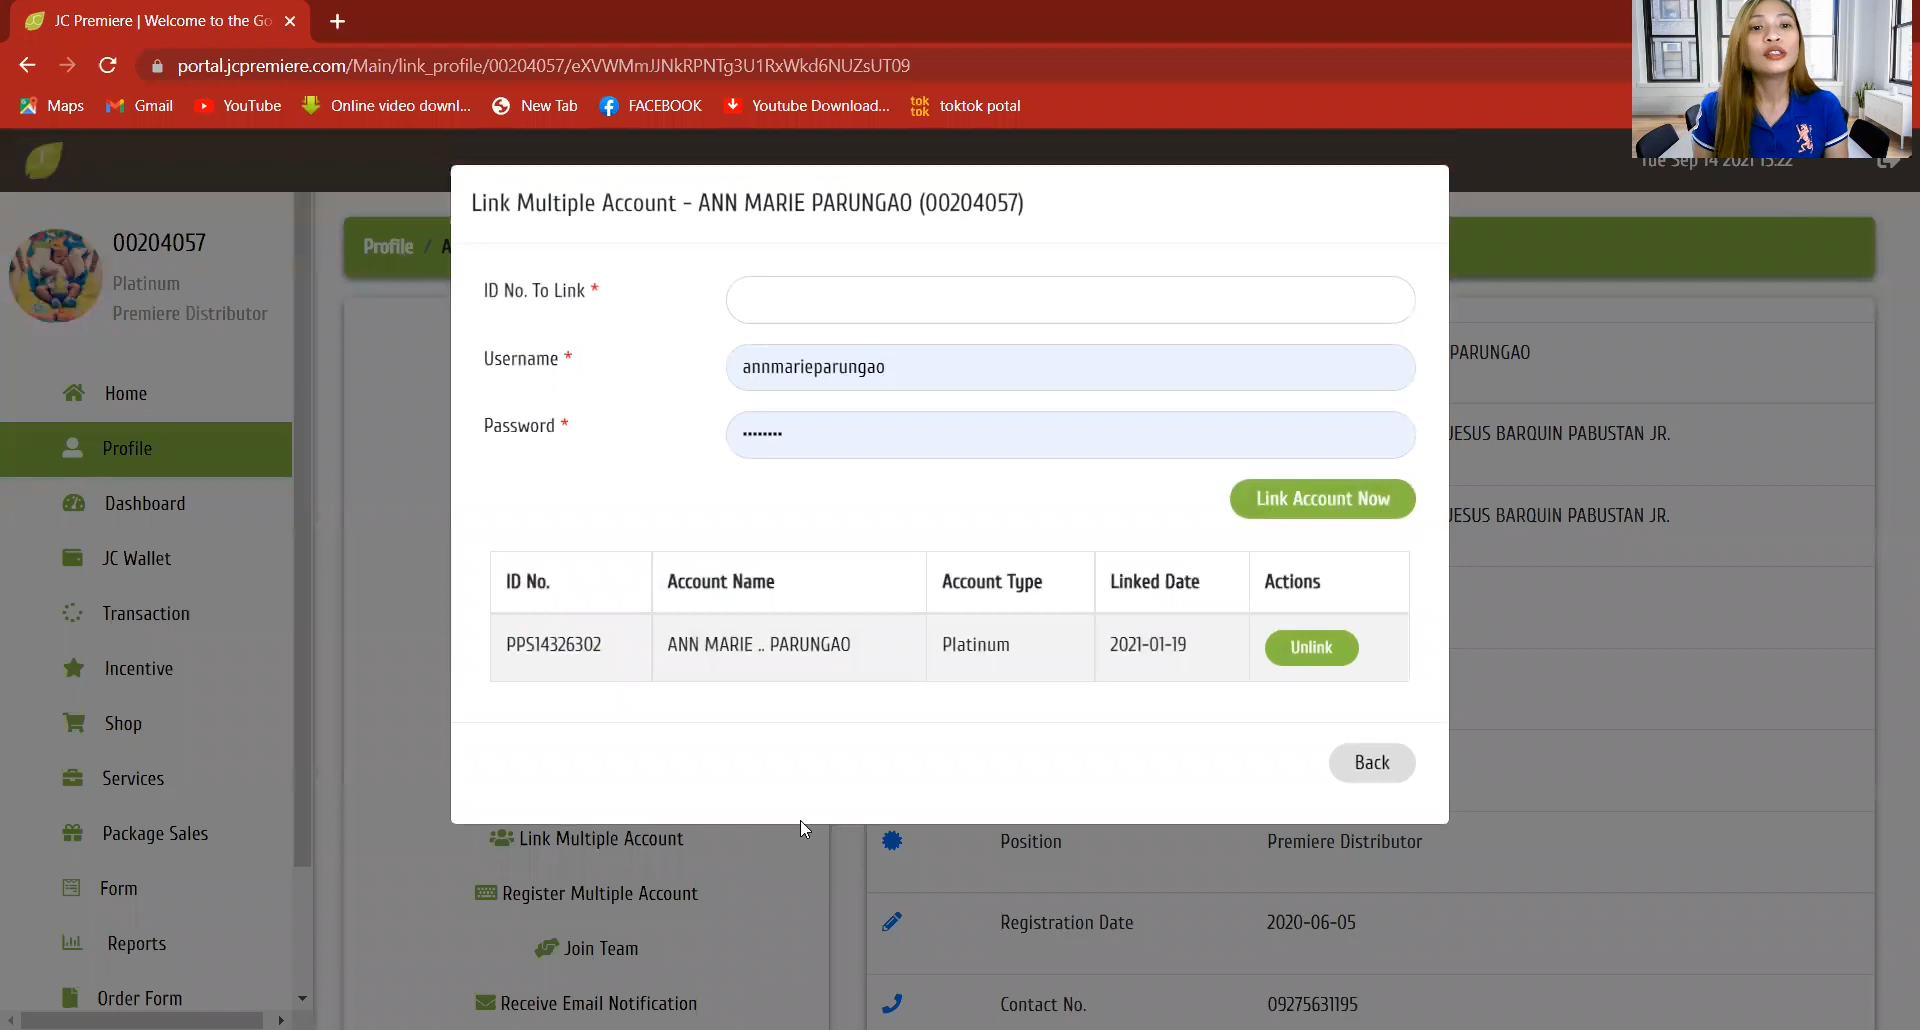 JC Premiere | Welcome to the Go
portal.jcpremiere.com/Main/link_profile/00204057/eXVWMmJJNkRPNTg3U1RxWkd6NUZsUT09
Maps Gmail YouTube Online video downl... New Tab FACEBOOK Youtube Download... tok tok toktok potal
Tue Sep 14 2021 15:22
00204057
Platinum
Premiere Distributor
Home
Profile
Dashboard
JC Wallet
Transaction
Incentive
Shop
Services
Package Sales
Form
Reports
Order Form
Profile / A
Link Multiple Account - ANN MARIE PARUNGAO (00204057)
ID No. To Link *
Username * annmarieparungao
Password * ••••••••
Link Account Now
ID No. Account Name Account Type Linked Date Actions
PPS14326302 ANN MARIE .. PARUNGAO Platinum 2021-01-19 Unlink
Back
PARUNGAO
JESUS BARQUIN PABUSTAN JR.
JESUS BARQUIN PABUSTAN JR.
Link Multiple Account
Register Multiple Account
Join Team
Receive Email Notification
Position Premiere Distributor
Registration Date 2020-06-05
Contact No. 09275631195